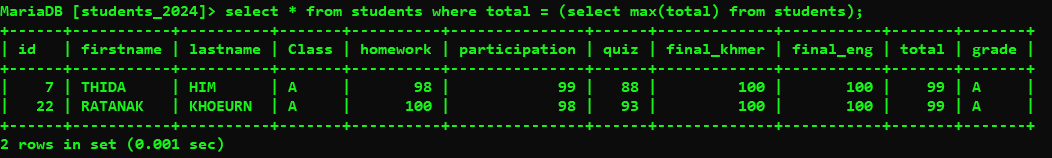 MariaDB [students_2024]> select * from students where total = (select max(total) from students);
+------+-----------+----------+-------+----------+---------------+------+-------------+-----------+-------+-------+
| id   | firstname | lastname | Class | homework | participation | quiz | final_khmer | final_eng | total | grade |
+------+-----------+----------+-------+----------+---------------+------+-------------+-----------+-------+-------+
|    7 | THIDA     | HIM      | A     |       98 |            99 |   88 |         100 |       100 |    99 | A     |
|   22 | RATANAK   | KHOEURN  | A     |      100 |            98 |   93 |         100 |       100 |    99 | A     |
+------+-----------+----------+-------+----------+---------------+------+-------------+-----------+-------+-------+
2 rows in set (0.001 sec)